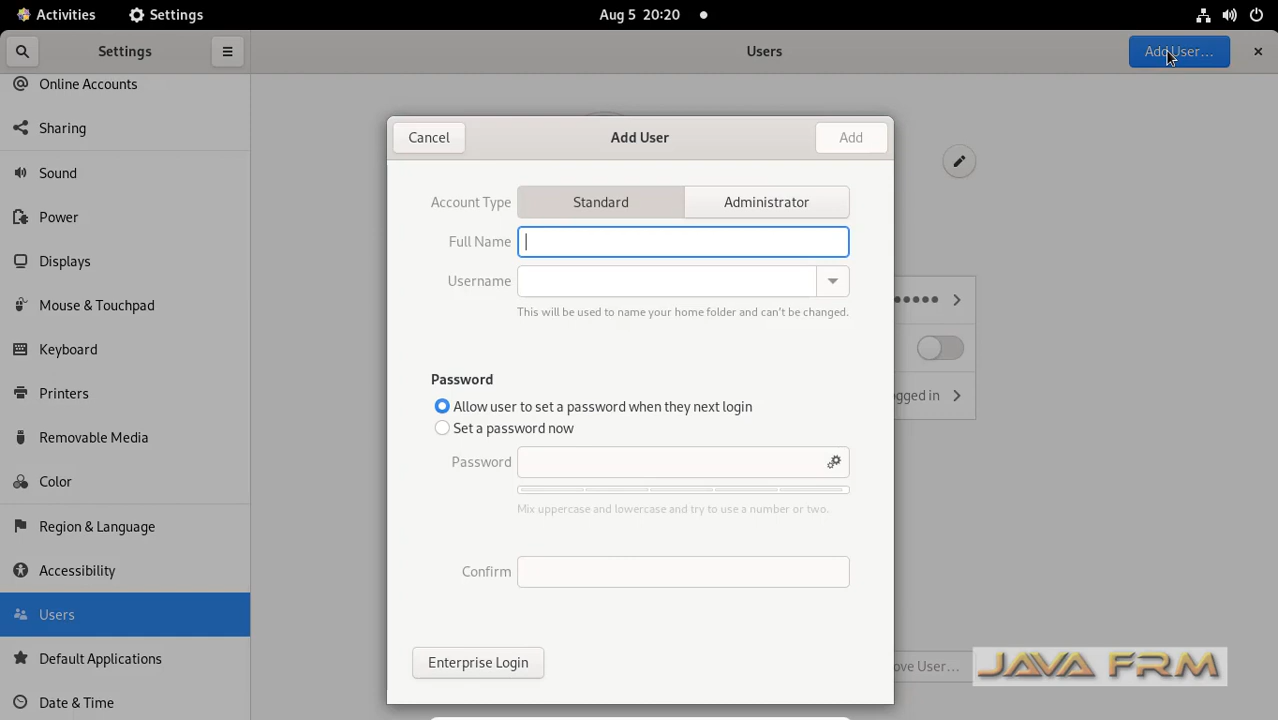 Activities
Settings
Aug 5 20:20
Settings
Users
Add User...
Online Accounts
Sharing
Sound
Power
Displays
Mouse & Touchpad
Keyboard
Printers
Removable Media
Color
Region & Language
Accessibility
Users
Default Applications
Date & Time
Cancel
Add User
Add
Account Type
Standard
Administrator
Full Name
Username
This will be used to name your home folder and can't be changed.
Password
Allow user to set a password when they next login
Set a password now
Password
Mix uppercase and lowercase and try to use a number or two.
Confirm
Enterprise Login
gged in
ove User...
JAVA FRM